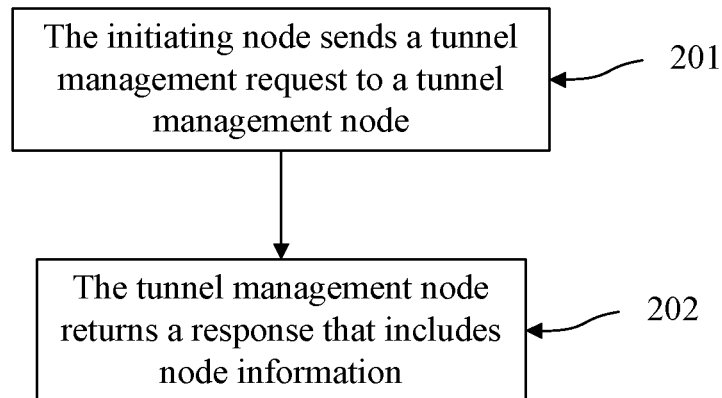 The initiating node sends a tunnel
management request to a tunnel
management node
201
The tunnel management node
returns a response that includes
node information
202